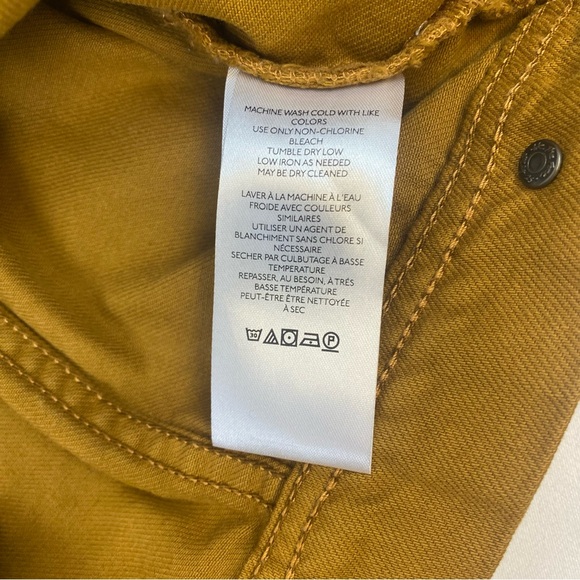 MACHINE WASH COLD WITH LIKE
COLORS
USE ONLY NON-CHLORINE
BLEACH
TUMBLE DRY LOW
LOW IRON AS NEEDED
MAY BE DRY CLEANED
LAVER À LA MACHINE À L'EAU
FROIDE AVEC COULEURS
SIMILAIRES
UTILISER UN AGENT DE
BLANCHIMENT SANS CHLORE SI
NÉCESSAIRE
SECHER PAR CULBUTAGE À BASSE
TEMPERATURE
REPASSER, AU BESOIN, À TRÈS
BASSE TEMPÉRATURE
PEUT-ÊTRE ÊTRE NETTOYÉE
À SEC
30 P